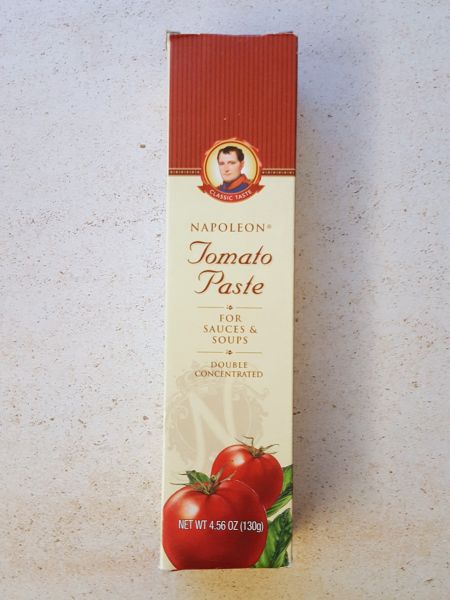 CLASSIC TASTE
NAPOLEON®
Tomato
Paste
FOR
SAUCES &
SOUPS
DOUBLE
CONCENTRATED
N
NET WT 4.56 OZ (130g)